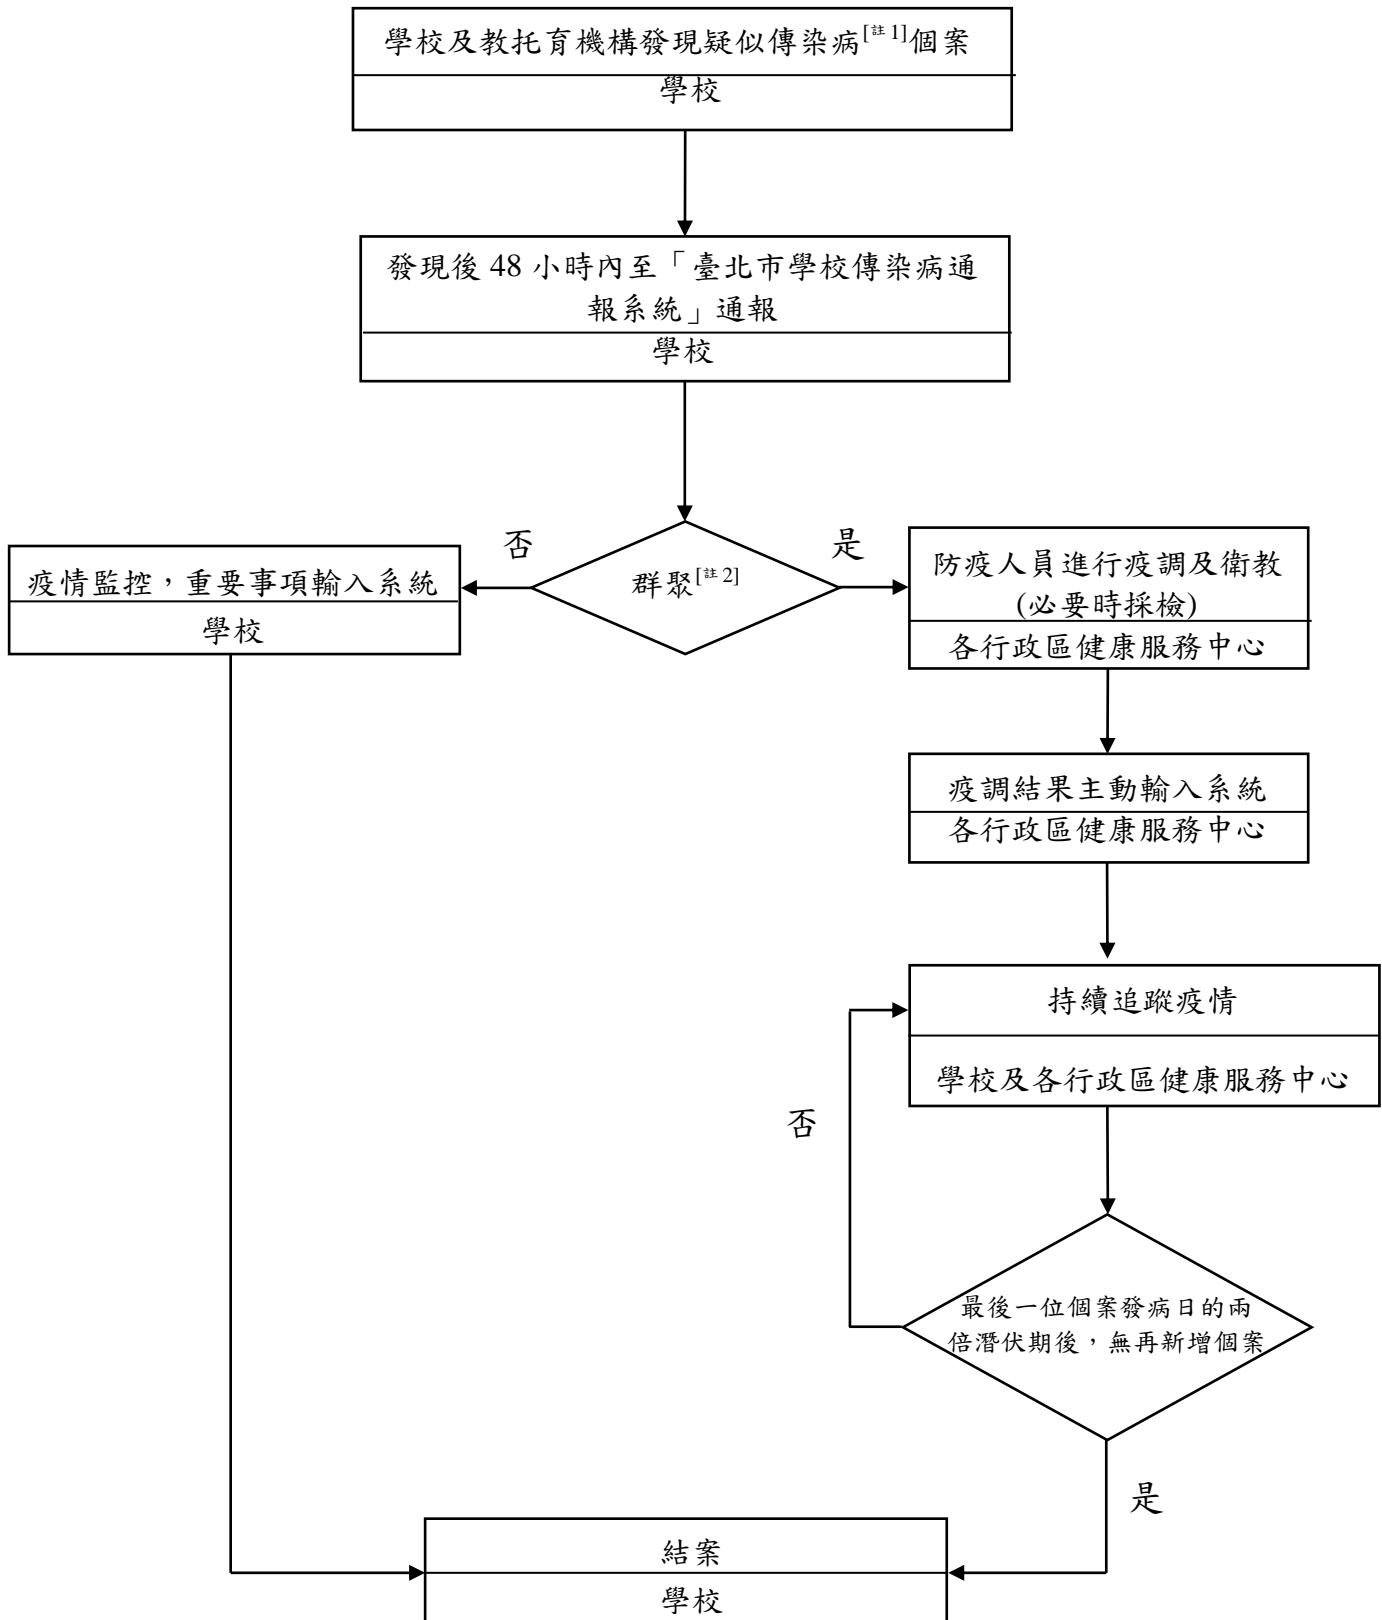 學校及教托育機構發現疑似傳染病[註1]個案
學校
發現後 48 小時內至「臺北市學校傳染病通
報系統」通報
學校
否
是
群聚[註2]
疫情監控，重要事項輸入系統
學校
防疫人員進行疫調及衛教
(必要時採檢)
各行政區健康服務中心
疫調結果主動輸入系統
各行政區健康服務中心
持續追蹤疫情
學校及各行政區健康服務中心
否
最後一位個案發病日的兩
倍潛伏期後，無再新增個案
是
結案
學校